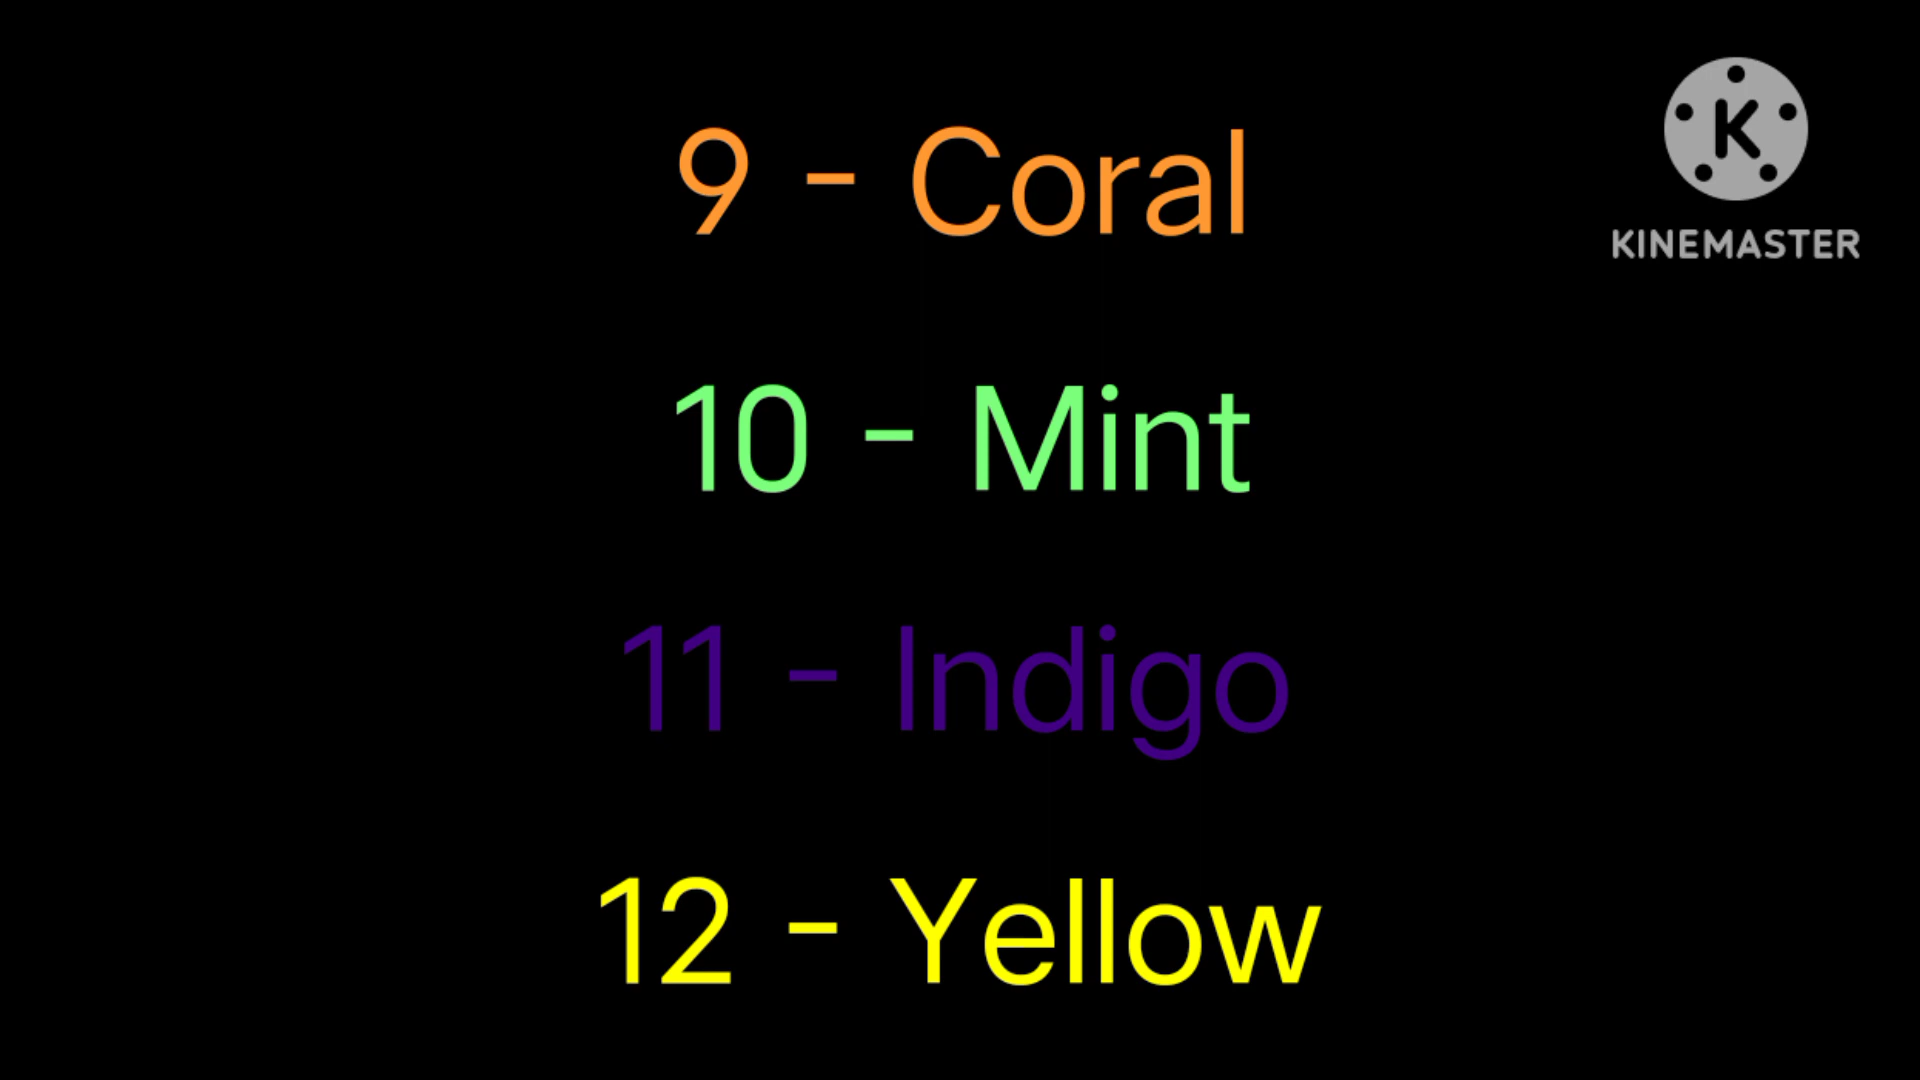 9 - Coral
K
KINEMASTER
10 - Mint
11 - Indigo
12 - Yellow